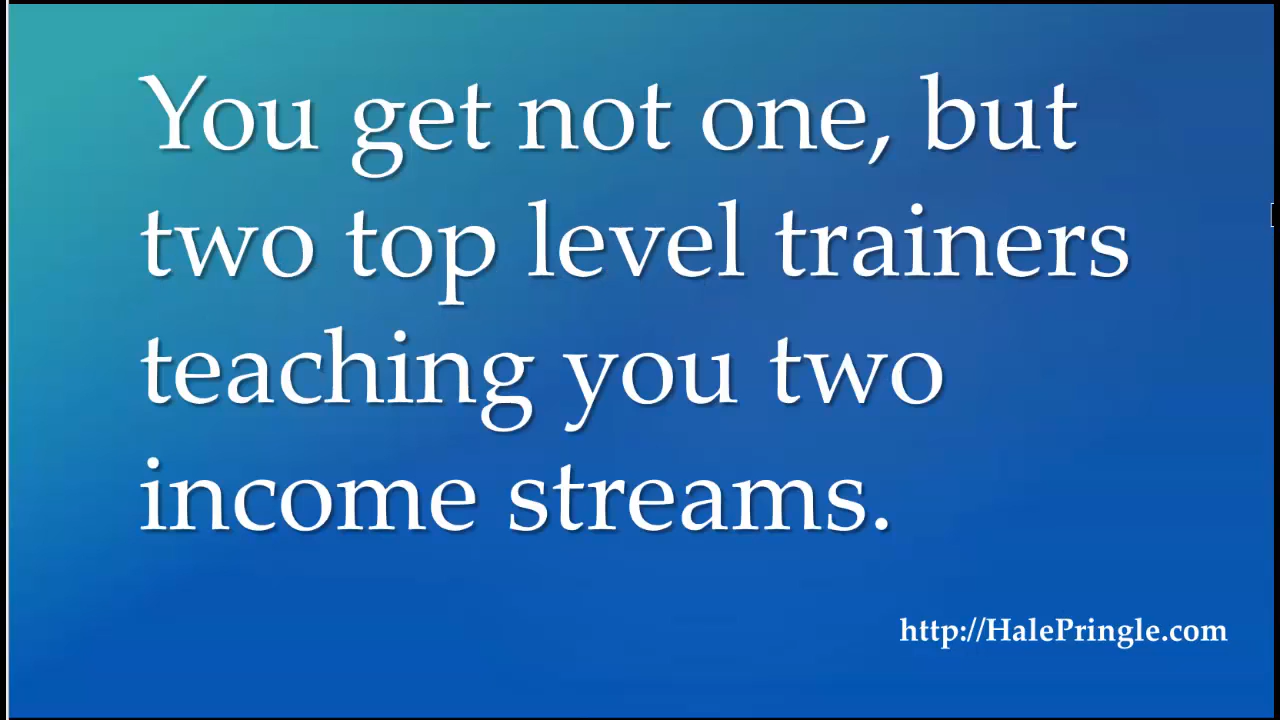 You get not one, but
two top level trainers
teaching you two
income streams.
http://HalePringle.com